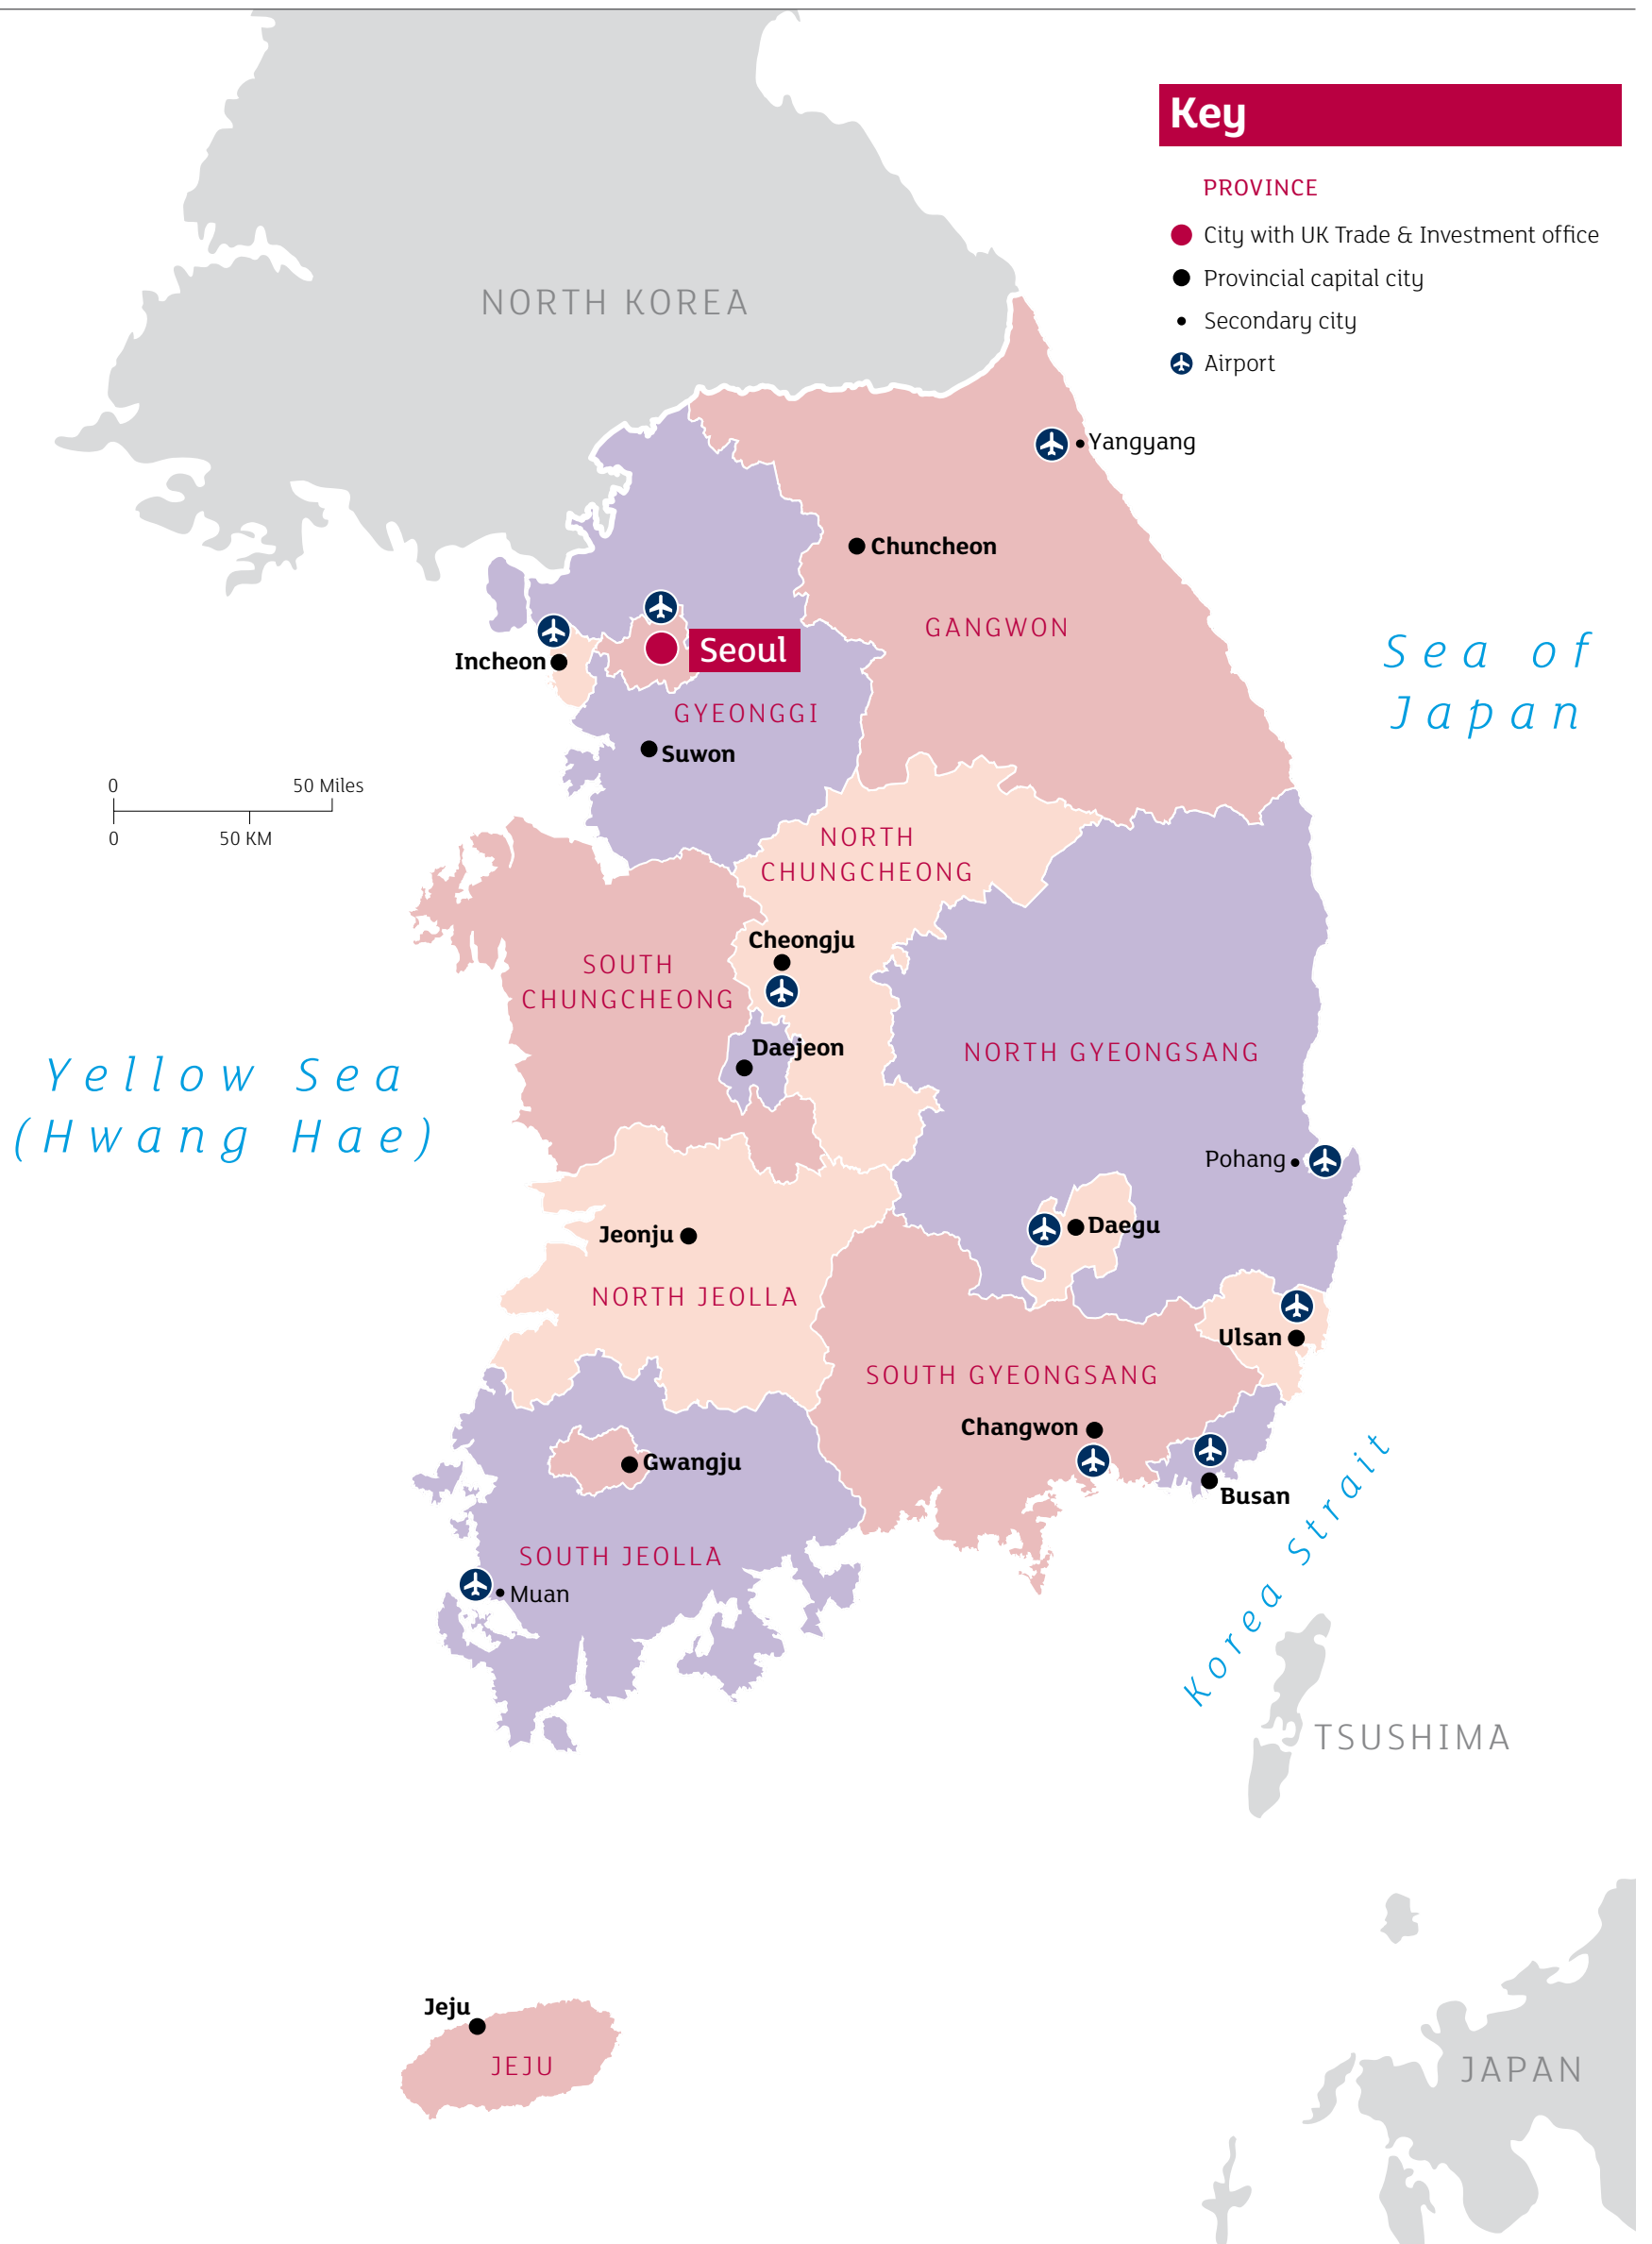 Key
PROVINCE
City with UK Trade & Investment office
Provincial capital city
Secondary city
Airport
NORTH KOREA
Yangyang
Chuncheon
GANGWON
Seoul
Incheon
GYEONGGI
Suwon
Sea of
Japan
0
50 Miles
0
50 KM
NORTH
CHUNGCHEONG
Cheongju
SOUTH
CHUNGCHEONG
Daejeon
NORTH GYEONGSANG
Yellow Sea
(Hwang Hae)
Pohang
Daegu
Jeonju
NORTH JEOLLA
Ulsan
SOUTH GYEONGSANG
Changwon
Gwangju
Busan
SOUTH JEOLLA
Muan
Korea Strait
TSUSHIMA
Jeju
JEJU
JAPAN